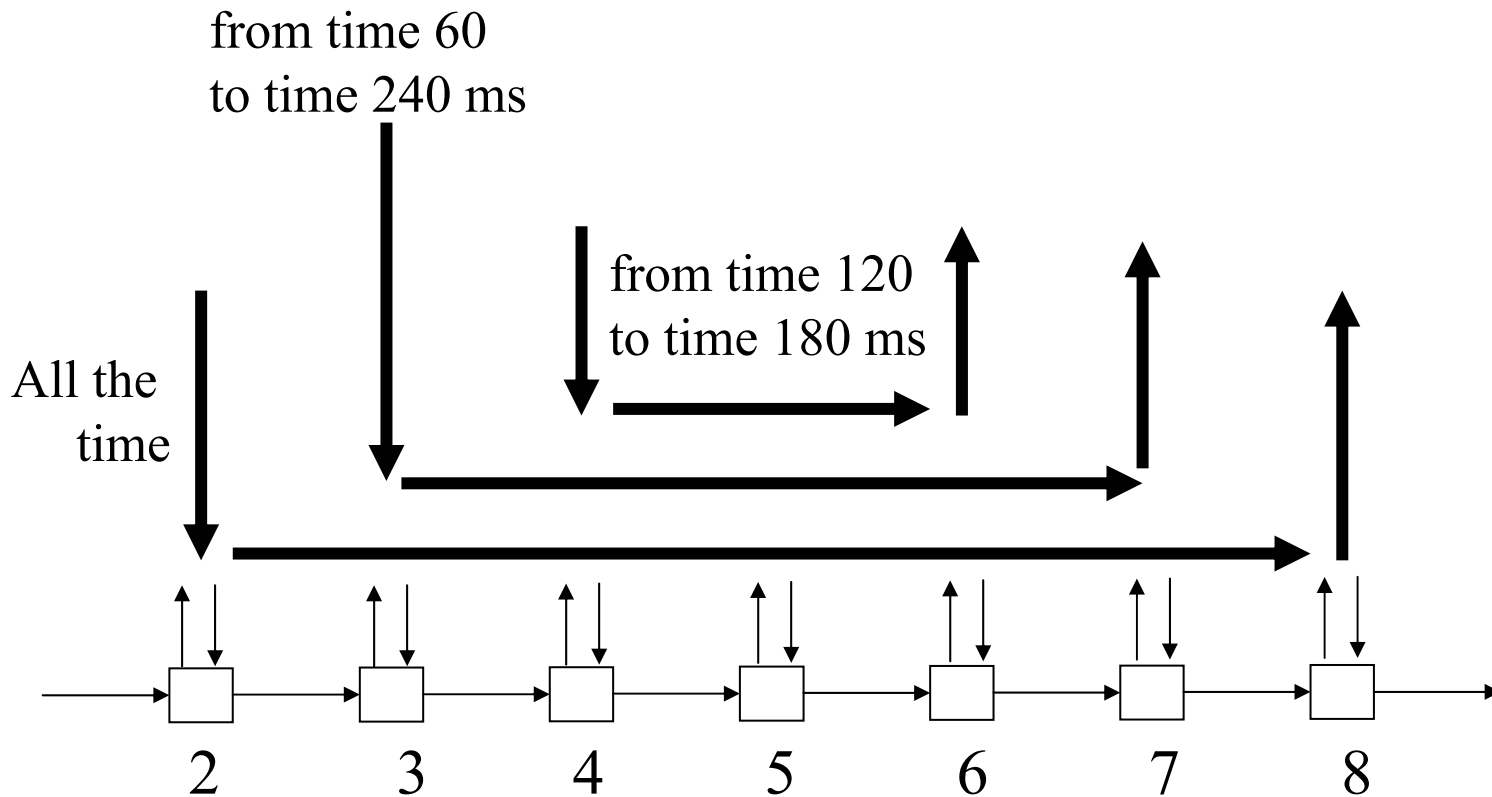 from time 60
to time 240 ms
from time 120
to time 180 ms
All the
time
2 3 4 5 6 7 8